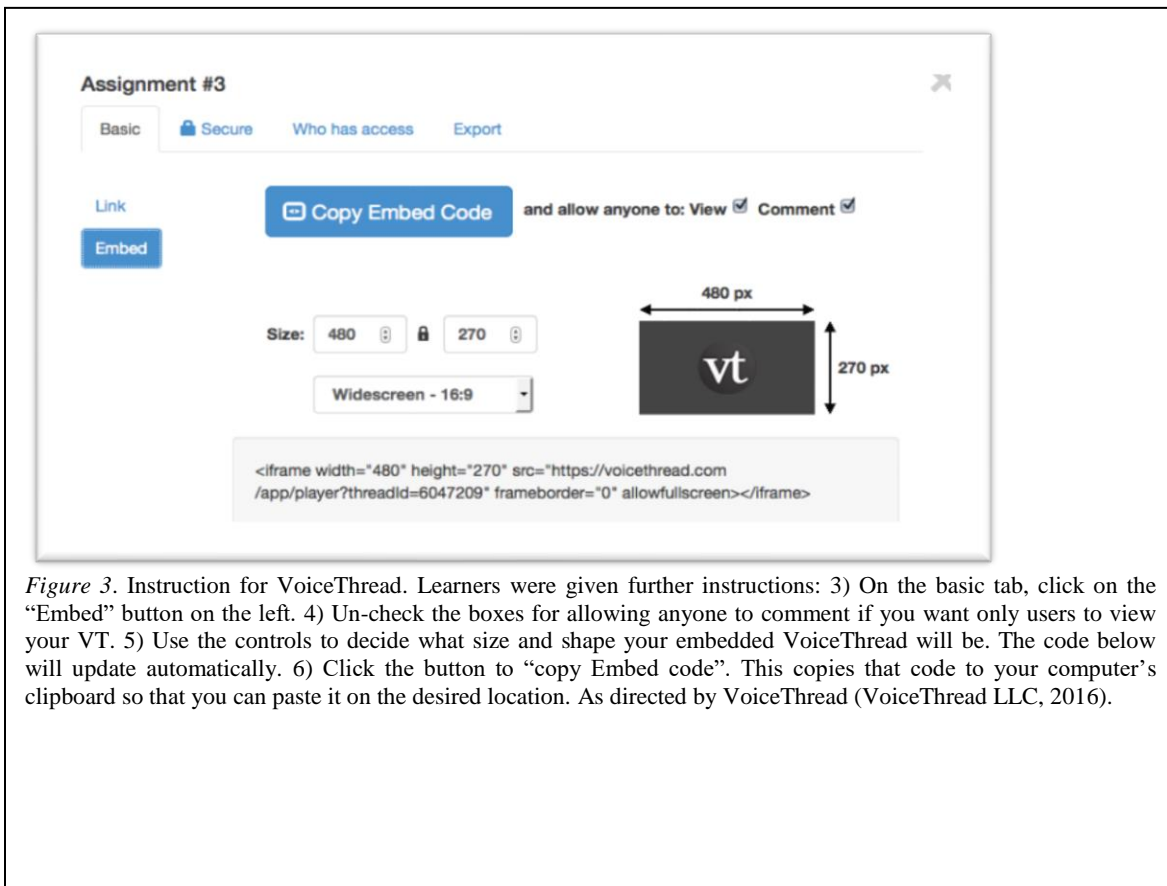 Assignment #3
Basic Secure Who has access Export
Link
Copy Embed Code and allow anyone to: View Comment
Embed
480 px
Size: 480 270
vt
270 px
Widescreen - 16:9
<iframe width="480" height="270" src="https://voicethread.com
/app/player?threadId=6047209" frameborder="0" allowfullscreen></iframe>
Figure 3. Instruction for VoiceThread. Learners were given further instructions: 3) On the basic tab, click on the
“Embed” button on the left. 4) Un-check the boxes for allowing anyone to comment if you want only users to view
your VT. 5) Use the controls to decide what size and shape your embedded VoiceThread will be. The code below
will update automatically. 6) Click the button to “copy Embed code”. This copies that code to your computer’s
clipboard so that you can paste it on the desired location. As directed by VoiceThread (VoiceThread LLC, 2016).